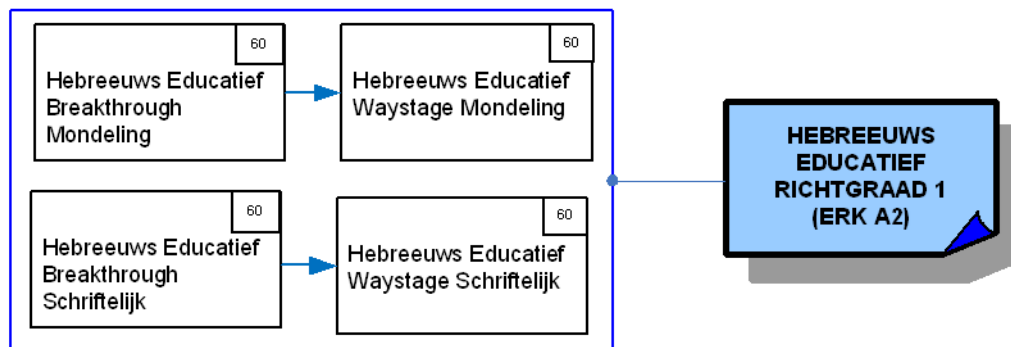 60
Hebreeuws Educatief
Breakthrough
Mondeling
60
Hebreeuws Educatief
Waystage Mondeling
60
Hebreeuws Educatief
Breakthrough
Schriftelijk
60
Hebreeuws Educatief
Waystage Schriftelijk
HEBREEUWS
EDUCATIEF
RICHTGRAAD 1
(ERK A2)